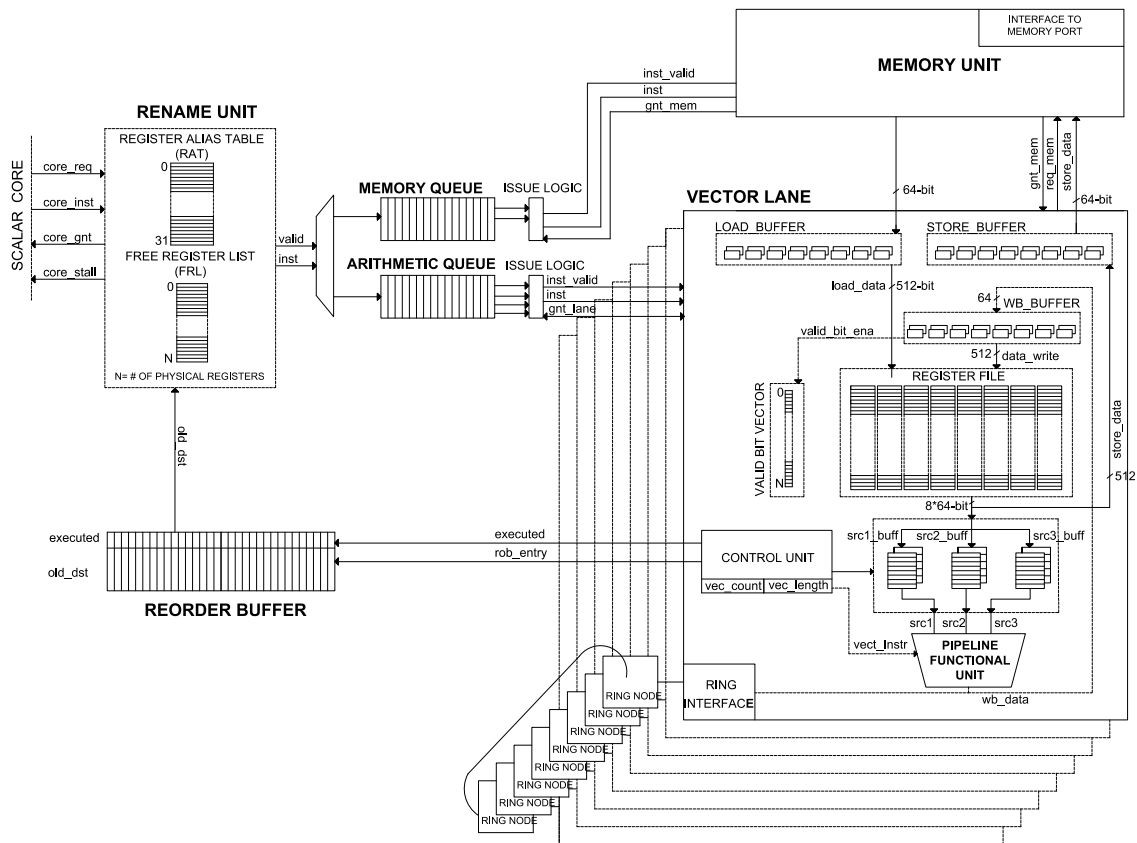 INTERFACE TO
MEMORY PORT
MEMORY UNIT
inst_valid
inst
gnt_mem
RENAME UNIT
REGISTER ALIAS TABLE
(RAT)
0
31
FREE REGISTER LIST
(FRL)
0
N
N= # OF PHYSICAL REGISTERS
SCALAR CORE
core_req
core_inst
core_gnt
core_stall
valid
inst
MEMORY QUEUE
ISSUE LOGIC
ARITHMETIC QUEUE
ISSUE LOGIC
inst_valid
inst
gnt_lane
64-bit
gnt_mem
req_mem
store_data
64-bit
VECTOR LANE
LOAD_BUFFER
STORE_BUFFER
load_data
512-bit
64
WB_BUFFER
valid_bit_ena
512
data_write
REGISTER FILE
VALID BIT VECTOR
0
N
store_data
512
8*64-bit
old_dst
executed
old_dst
REORDER BUFFER
executed
rob_entry
CONTROL UNIT
vec_count
vec_length
src1_buff
src2_buff
src3_buff
src1
src2
src3
vect_Instr
PIPELINE
FUNCTIONAL
UNIT
wb_data
RING
INTERFACE
RING NODE
RING NODE
RING NODE
RING NODE
RING NODE
RING NODE
RING NODE
RING NODE